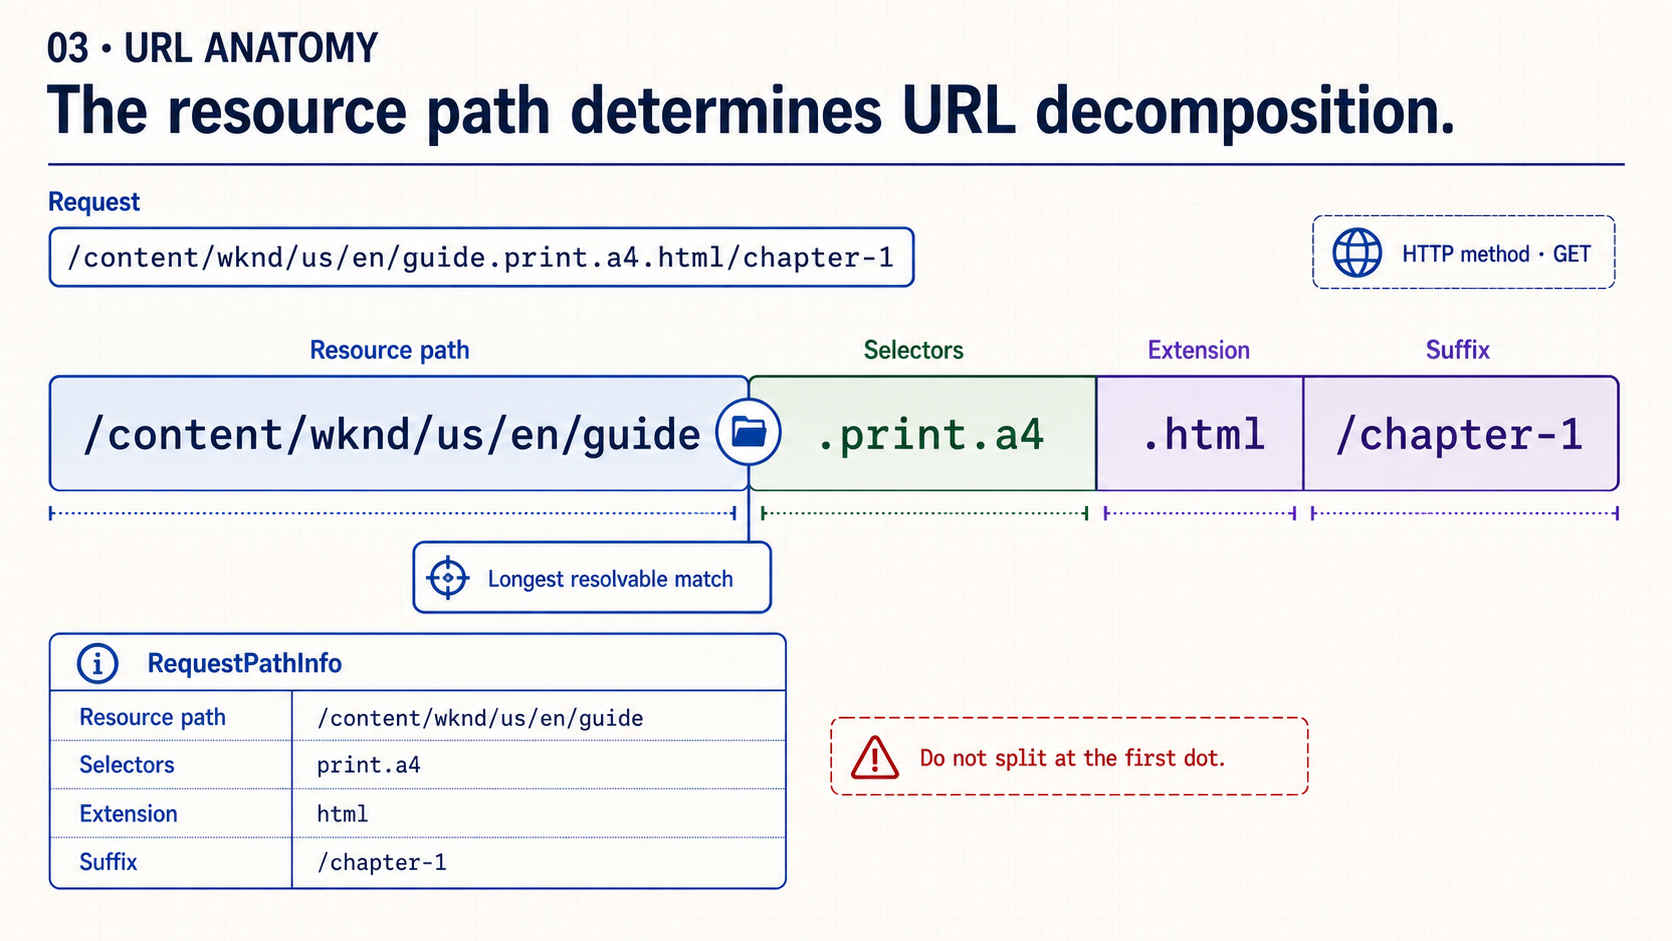 03 • URL ANATOMY
The resource path determines URL decomposition.
Request
/content/wknd/us/en/guide.print.a4.html/chapter-1
HTTP method • GET
Resource path
Selectors
Extension
Suffix
/content/wknd/us/en/guide
.print.a4
.html
/chapter-1
Longest resolvable match
RequestPathInfo
Resource path /content/wknd/us/en/guide
Selectors print.a4
Extension html
Suffix /chapter-1
Do not split at the first dot.